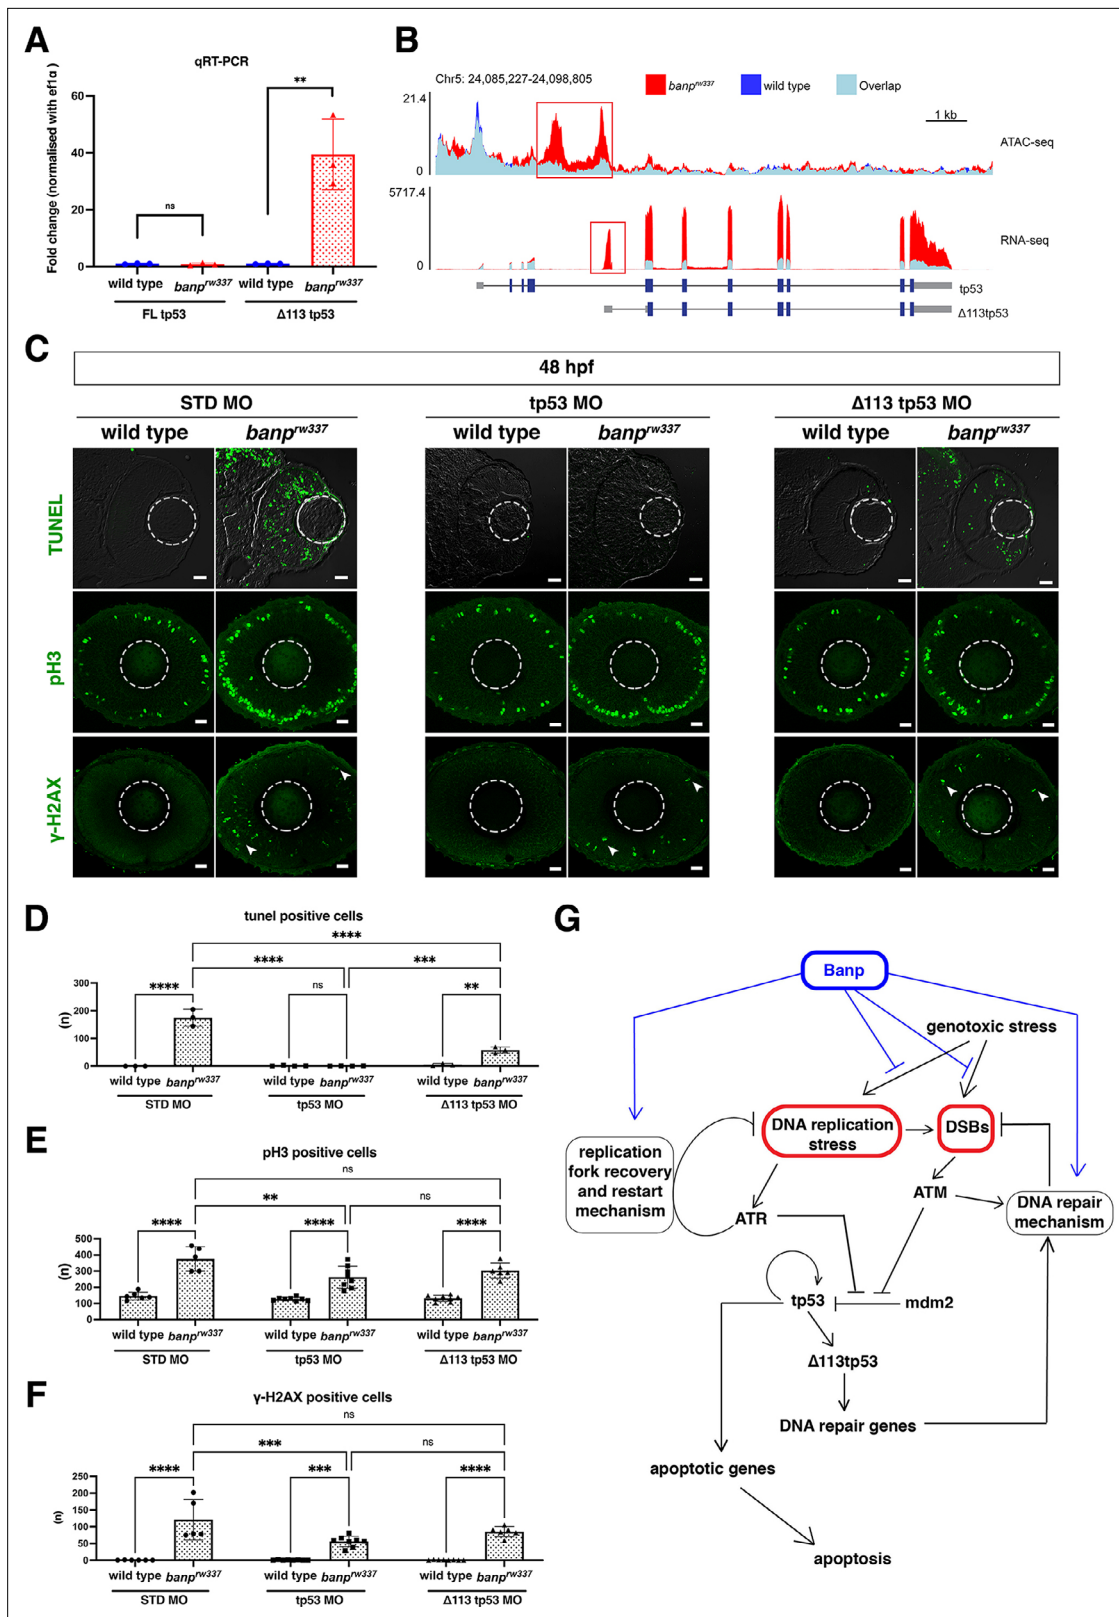 A
qRT-PCR
Fold change (normalised with ef1α )
60
40
20
0
ns
**
wild type banp^rw337 wild type banp^rw337
FL tp53 Δ113 tp53
B
Chr5: 24,085,227-24,098,805
banp^rw337 wild type Overlap
1 kb
21.4
0
ATAC-seq
5717.4
0
RNA-seq
tp53
Δ113tp53
C
48 hpf
STD MO tp53 MO Δ113 tp53 MO
wild type banp^rw337 wild type banp^rw337 wild type banp^rw337
TUNEL
pH3
γ-H2AX
D
tunel positive cells
****
**** ***
**** ns **
(n)
300
200
100
0
wild type banp^rw337 wild type banp^rw337 wild type banp^rw337
STD MO tp53 MO Δ113 tp53 MO
E
pH3 positive cells
ns
** ns
**** **** ****
(n)
500
400
300
200
100
0
wild type banp^rw337 wild type banp^rw337 wild type banp^rw337
STD MO tp53 MO Δ113 tp53 MO
F
γ-H2AX positive cells
ns
*** ns
**** *** ****
(n)
250
200
150
100
50
0
wild type banp^rw337 wild type banp^rw337 wild type banp^rw337
STD MO tp53 MO Δ113 tp53 MO
G
Banp
genotoxic stress
DNA replication
stress
DSBs
replication
fork recovery
and restart
mechanism
ATR
ATM
DNA repair
mechanism
tp53
mdm2
Δ113tp53
DNA repair genes
apoptotic genes
apoptosis